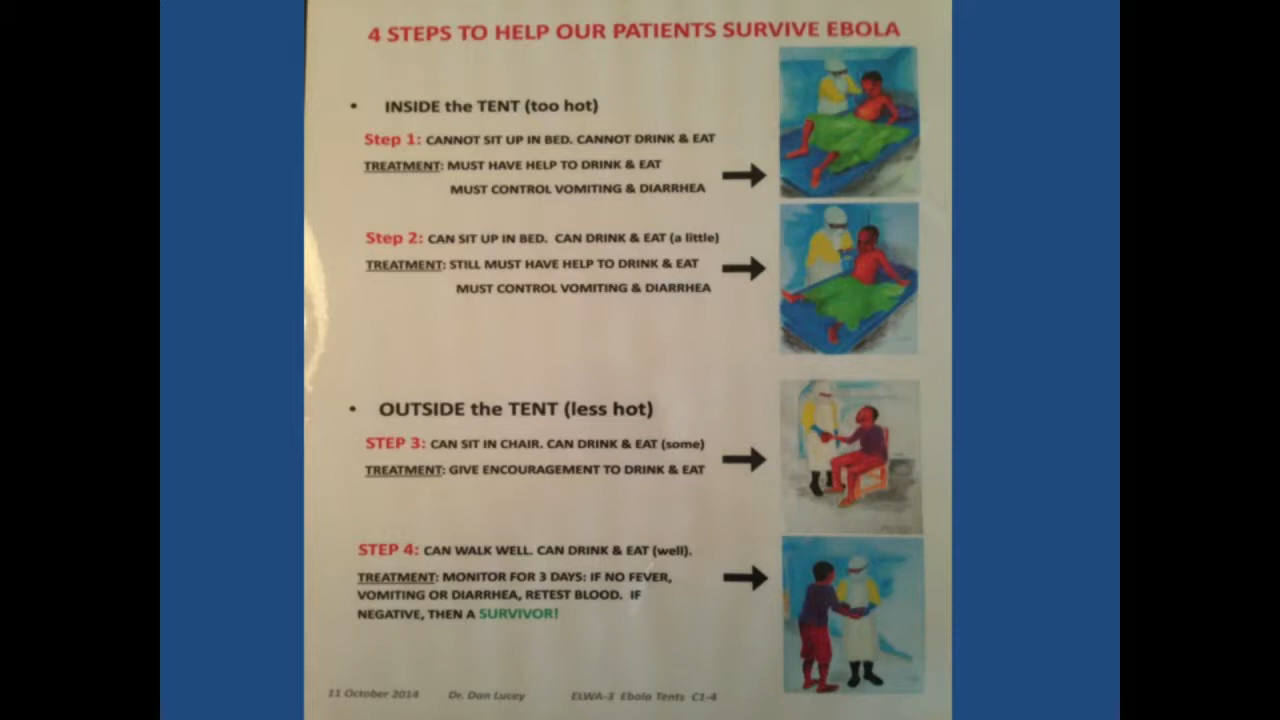 4 STEPS TO HELP OUR PATIENTS SURVIVE EBOLA
• INSIDE the TENT (too hot)
Step 1: CANNOT SIT UP IN BED. CANNOT DRINK & EAT
TREATMENT: MUST HAVE HELP TO DRINK & EAT
MUST CONTROL VOMITING & DIARRHEA
Step 2: CAN SIT UP IN BED. CAN DRINK & EAT (a little)
TREATMENT: STILL MUST HAVE HELP TO DRINK & EAT
MUST CONTROL VOMITING & DIARRHEA
• OUTSIDE the TENT (less hot)
STEP 3: CAN SIT IN CHAIR. CAN DRINK & EAT (some)
TREATMENT: GIVE ENCOURAGEMENT TO DRINK & EAT
STEP 4: CAN WALK WELL. CAN DRINK & EAT (well).
TREATMENT: MONITOR FOR 3 DAYS: IF NO FEVER,
VOMITING OR DIARRHEA, RETEST BLOOD. IF
NEGATIVE, THEN A SURVIVOR!
11 October 2014 Dr. Dan Lucey ELWA-3 Ebola Tents C1-4